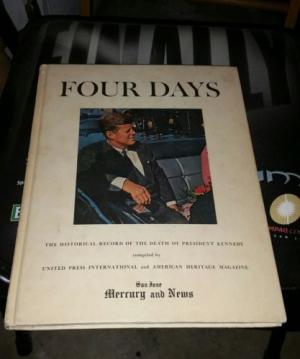 FINALLY
FOUR DAYS
THE HISTORICAL RECORD OF THE DEATH OF PRESIDENT KENNEDY
compiled by
UNITED PRESS INTERNATIONAL and AMERICAN HERITAGE MAGAZINE
San Jose
Mercury and News